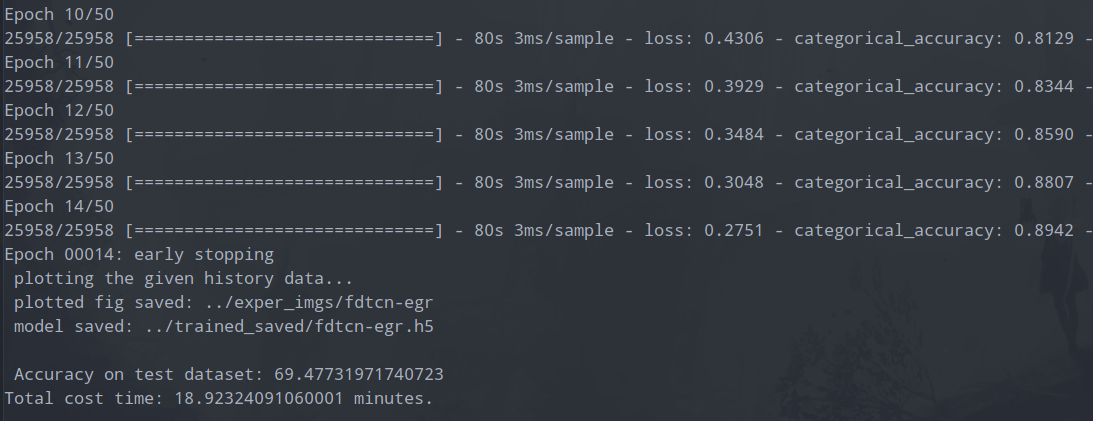 Epoch 10/50
25958/25958 [==============================] - 80s 3ms/sample - loss: 0.4306 - categorical_accuracy: 0.8129 -
Epoch 11/50
25958/25958 [==============================] - 80s 3ms/sample - loss: 0.3929 - categorical_accuracy: 0.8344 -
Epoch 12/50
25958/25958 [==============================] - 80s 3ms/sample - loss: 0.3484 - categorical_accuracy: 0.8590 -
Epoch 13/50
25958/25958 [==============================] - 80s 3ms/sample - loss: 0.3048 - categorical_accuracy: 0.8807 -
Epoch 14/50
25958/25958 [==============================] - 80s 3ms/sample - loss: 0.2751 - categorical_accuracy: 0.8942 -
Epoch 00014: early stopping
plotting the given history data...
plotted fig saved: ../exper_imgs/fdtcn-egr
model saved: ../trained_saved/fdtcn-egr.h5
Accuracy on test dataset: 69.47731971740723
Total cost time: 18.92324091060001 minutes.